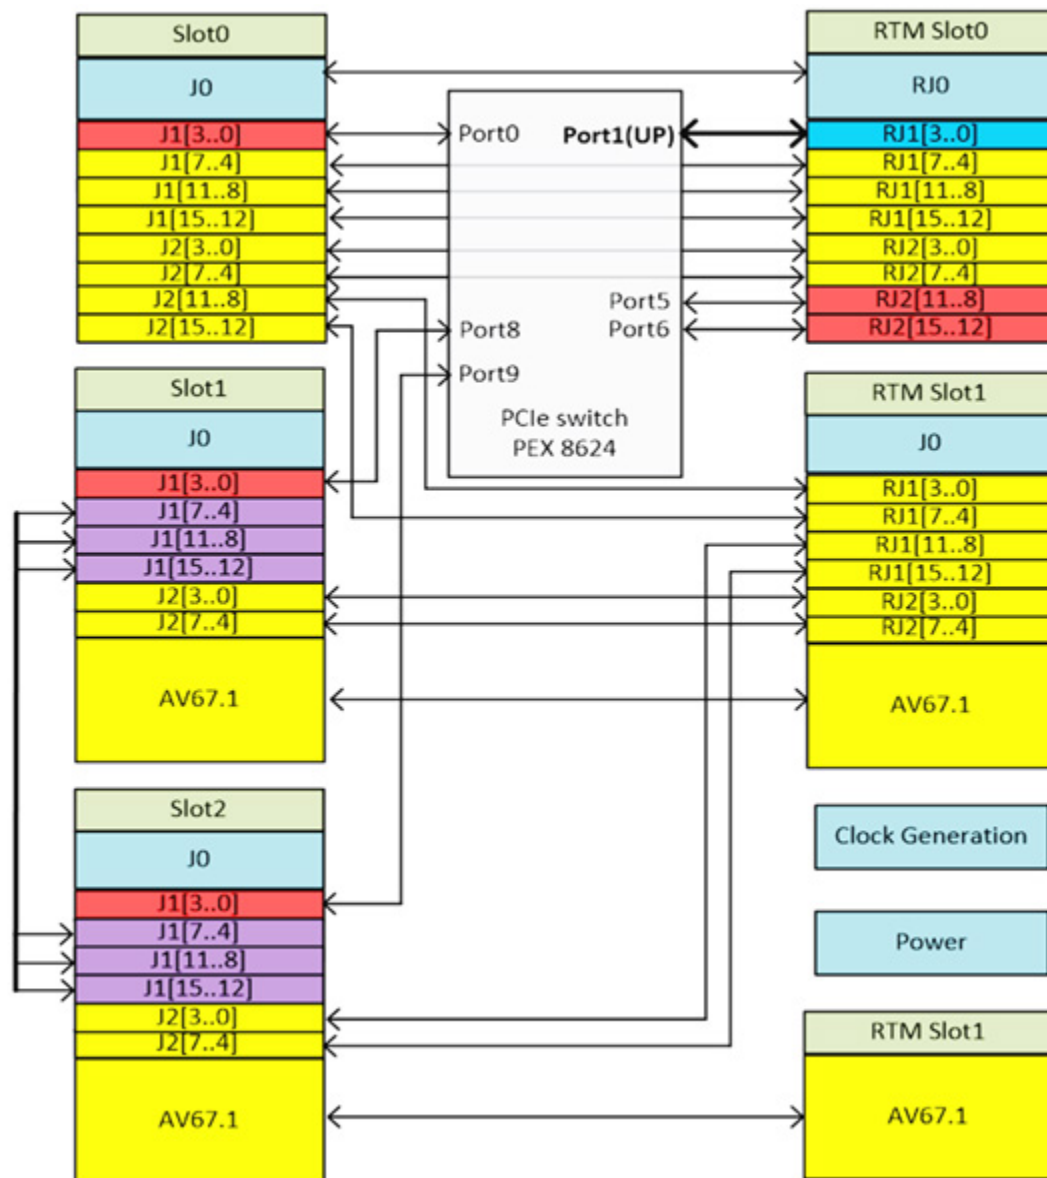 Slot0
J0
J1[3..0]
J1[7..4]
J1[11..8]
J1[15..12]
J2[3..0]
J2[7..4]
J2[11..8]
J2[15..12]
Port0
Port1(UP)
Port5
Port6
Port8
Port9
PCIe switch
PEX 8624
RTM Slot0
RJ0
RJ1[3..0]
RJ1[7..4]
RJ1[11..8]
RJ1[15..12]
RJ2[3..0]
RJ2[7..4]
RJ2[11..8]
RJ2[15..12]
Slot1
J0
J1[3..0]
J1[7..4]
J1[11..8]
J1[15..12]
J2[3..0]
J2[7..4]
AV67.1
RTM Slot1
J0
RJ1[3..0]
RJ1[7..4]
RJ1[11..8]
RJ1[15..12]
RJ2[3..0]
RJ2[7..4]
AV67.1
Slot2
J0
J1[3..0]
J1[7..4]
J1[11..8]
J1[15..12]
J2[3..0]
J2[7..4]
AV67.1
Clock Generation
Power
RTM Slot1
AV67.1